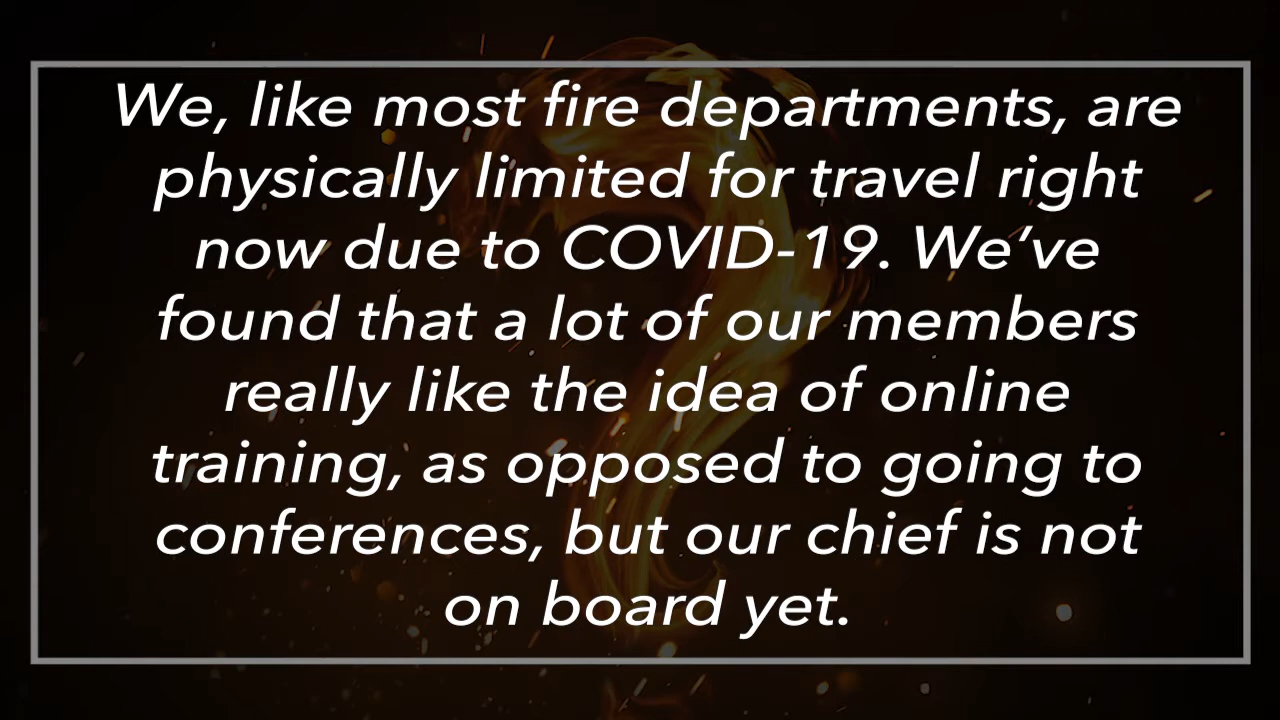 We, like most fire departments, are
physically limited for travel right
now due to COVID-19. We’ve
found that a lot of our members
really like the idea of online
training, as opposed to going to
conferences, but our chief is not
on board yet.